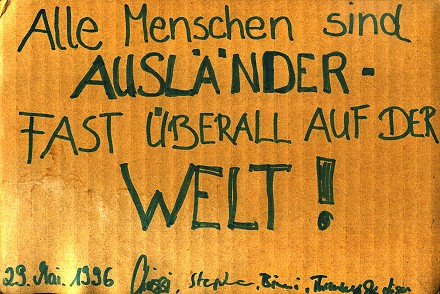 Alle Menschen sind
AUSLÄNDER -
FAST ÜBERALL AUF DER
WELT !
29. Mai. 1996